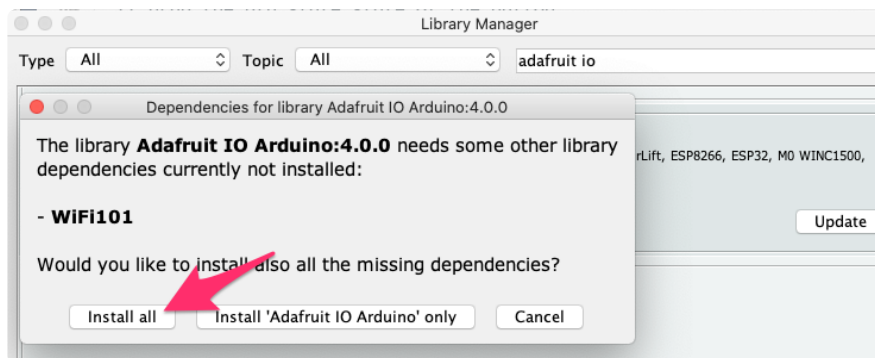 Library Manager
Type All Topic All adafruit io
Dependencies for library Adafruit IO Arduino:4.0.0
The library Adafruit IO Arduino:4.0.0 needs some other library
dependencies currently not installed:
rLift, ESP8266, ESP32, M0 WINC1500,
- WiFi101
Update
Would you like to install also all the missing dependencies?
Install all Install 'Adafruit IO Arduino' only Cancel